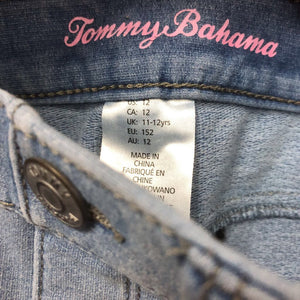 Tommy Bahama
US: 12
CA: 12
UK: 11-12yrs
EU: 152
AU: 12
MADE IN
CHINA
FABRIQUÉ EN
CHINE